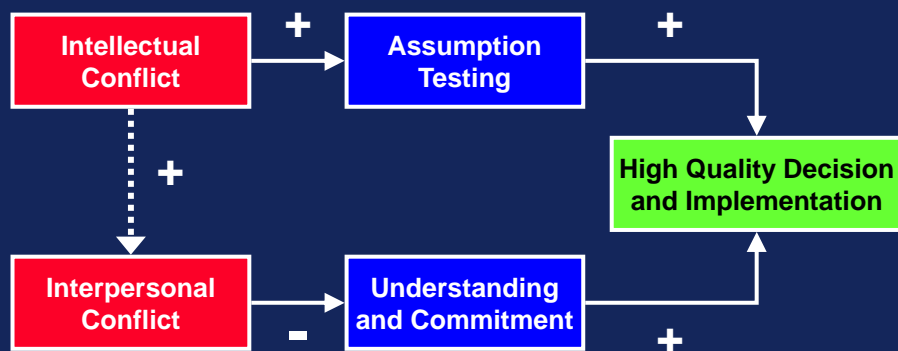 +
+
Intellectual
Conflict
Assumption
Testing
+
High Quality Decision
and Implementation
Interpersonal
Conflict
Understanding
and Commitment
-
+